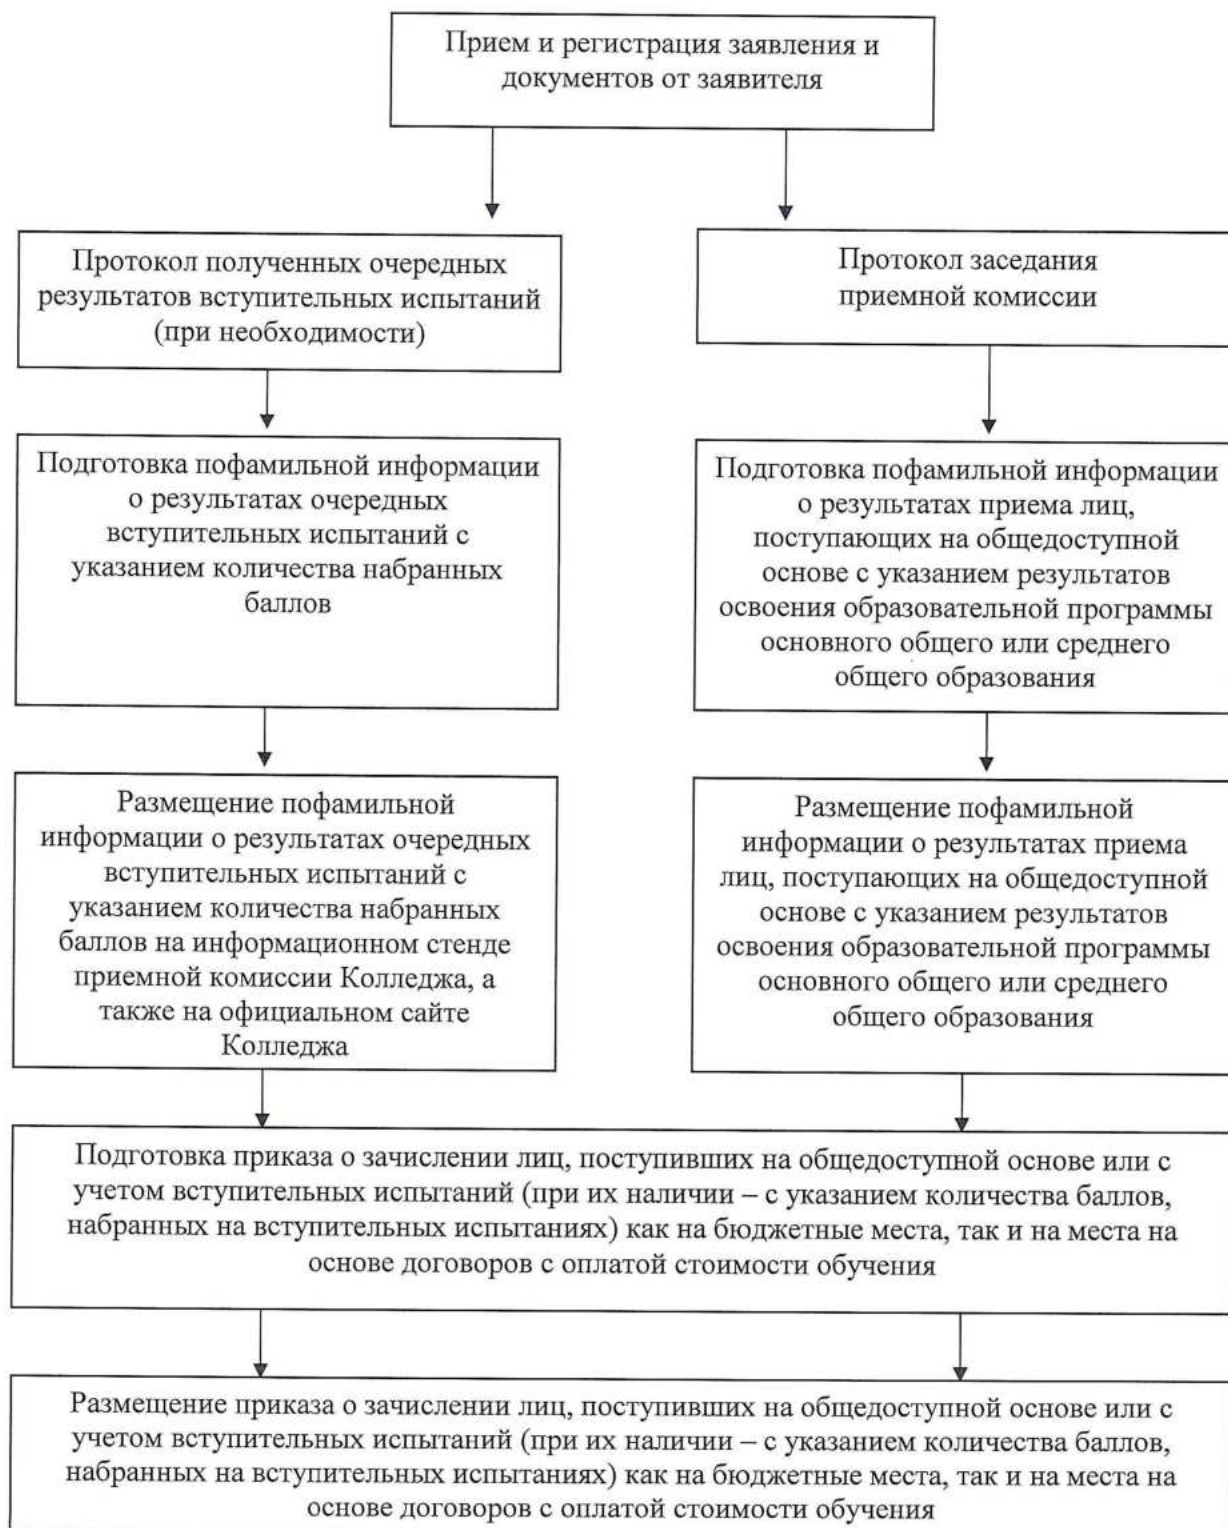 Прием и регистрация заявления и
документов от заявителя
Протокол полученных очередных
результатов вступительных испытаний
(при необходимости)
Протокол заседания
приемной комиссии
Подготовка пофамильной информации
о результатах очередных
вступительных испытаний с
указанием количества набранных
баллов
Подготовка пофамильной информации
о результатах приема лиц,
поступающих на общедоступной
основе с указанием результатов
освоения образовательной программы
основного общего или среднего
общего образования
Размещение пофамильной
информации о результатах очередных
вступительных испытаний с
указанием количества набранных
баллов на информационном стенде
приемной комиссии Колледжа, а
также на официальном сайте
Колледжа
Размещение пофамильной
информации о результатах приема
лиц, поступающих на общедоступной
основе с указанием результатов
освоения образовательной программы
основного общего или среднего
общего образования
Подготовка приказа о зачислении лиц, поступивших на общедоступной основе или с
учетом вступительных испытаний (при их наличии – с указанием количества баллов,
набранных на вступительных испытаниях) как на бюджетные места, так и на места на
основе договоров с оплатой стоимости обучения
Размещение приказа о зачислении лиц, поступивших на общедоступной основе или с
учетом вступительных испытаний (при их наличии – с указанием количества баллов,
набранных на вступительных испытаниях) как на бюджетные места, так и на места на
основе договоров с оплатой стоимости обучения